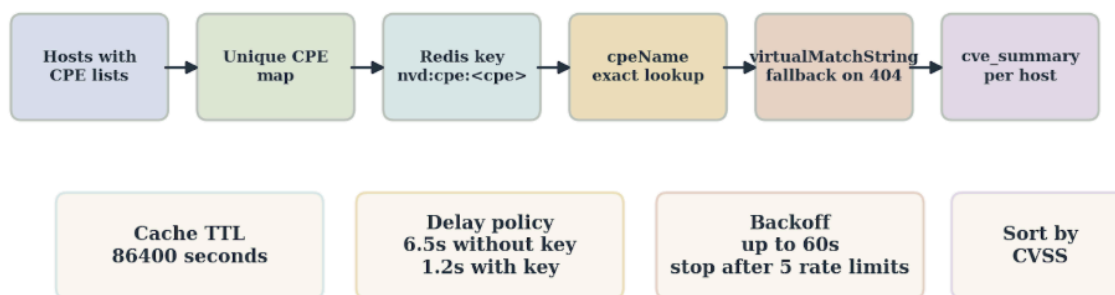 Hosts with
CPE lists
Unique CPE
map
Redis key
nvd:cpe:<cpe>
cpeName
exact lookup
virtualMatchString
fallback on 404
cve_summary
per host
Cache TTL
86400 seconds
Delay policy
6.5s without key
1.2s with key
Backoff
up to 60s
stop after 5 rate limits
Sort by
CVSS